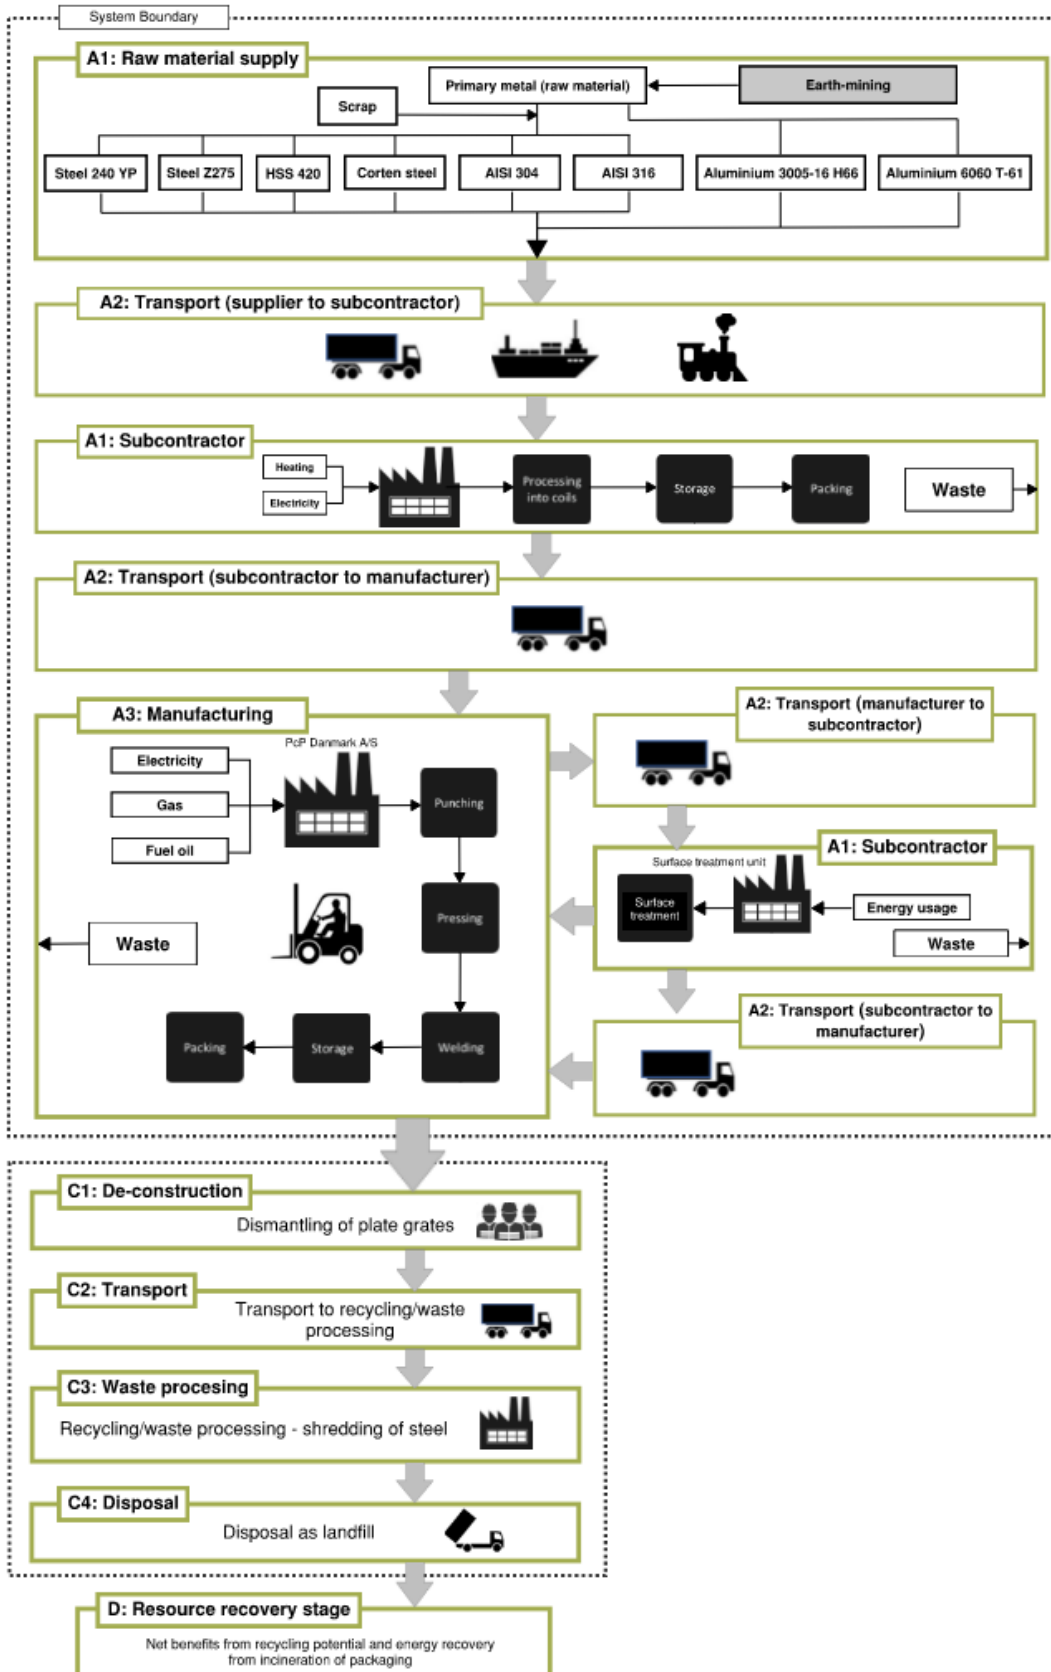 System Boundary
A1: Raw material supply
Primary metal (raw material)
Earth-mining
Scrap
Steel 240 YP
Steel Z275
HSS 420
Corten steel
AISI 304
AISI 316
Aluminium 3005-16 H66
Aluminium 6060 T-61
A2: Transport (supplier to subcontractor)
A1: Subcontractor
Heating
Electricity
Processing
into coils
Storage
Packing
Waste
A2: Transport (subcontractor to manufacturer)
A3: Manufacturing
PcP Danmark A/S
Electricity
Gas
Fuel oil
Punching
Pressing
Waste
Welding
Storage
Packing
A2: Transport (manufacturer to
subcontractor)
A1: Subcontractor
Surface treatment unit
Surface
treatment
Energy usage
Waste
A2: Transport (subcontractor to
manufacturer)
C1: De-construction
Dismantling of plate grates
C2: Transport
Transport to recycling/waste
processing
C3: Waste procesing
Recycling/waste processing - shredding of steel
C4: Disposal
Disposal as landfill
D: Resource recovery stage
Net benefits from recycling potential and energy recovery
from incineration of packaging